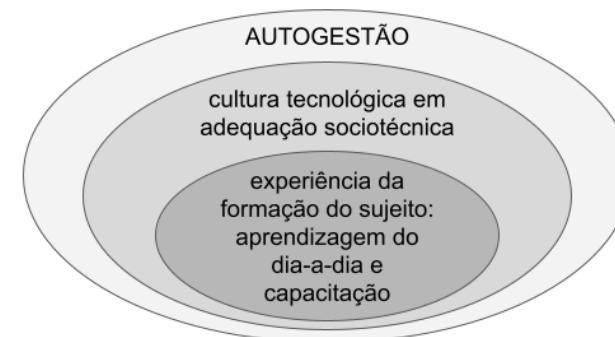 AUTOGESTÃO
cultura tecnológica em
adequação sociotécnica
experiência da
formação do sujeito:
aprendizagem do
dia-a-dia e
capacitação